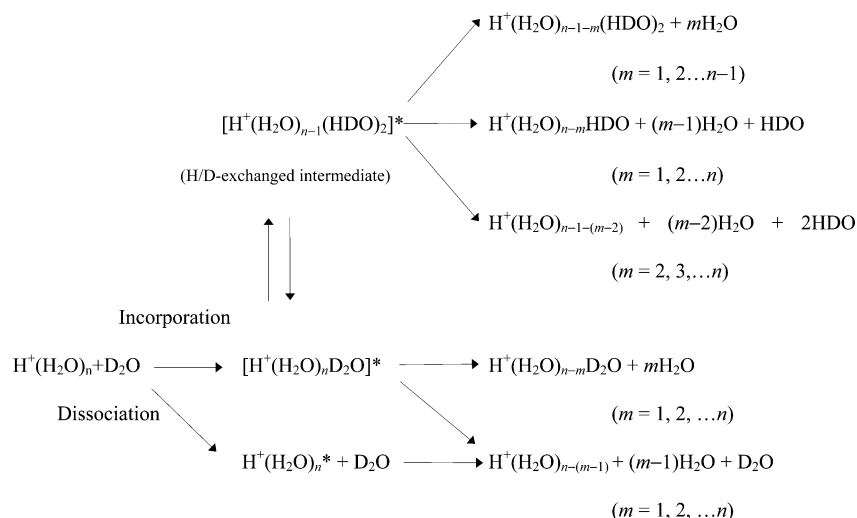 H⁺(H₂O)ₙ₋₁₋ₘ(HDO)₂ + mH₂O
(m = 1, 2…n−1)
[H⁺(H₂O)ₙ₋₁(HDO)₂]*
H⁺(H₂O)ₙ₋ₘHDO + (m−1)H₂O + HDO
(m = 1, 2…n)
(H/D-exchanged intermediate)
H⁺(H₂O)ₙ₋₁₋₍ₘ₋₂₎ + (m−2)H₂O + 2HDO
(m = 2, 3,…n)
Incorporation
H⁺(H₂O)ₙ+D₂O
[H⁺(H₂O)ₙD₂O]*
H⁺(H₂O)ₙ₋ₘD₂O + mH₂O
(m = 1, 2, …n)
Dissociation
H⁺(H₂O)ₙ* + D₂O
H⁺(H₂O)ₙ₋₍ₘ₋₁₎ + (m−1)H₂O + D₂O
(m = 1, 2, …n)